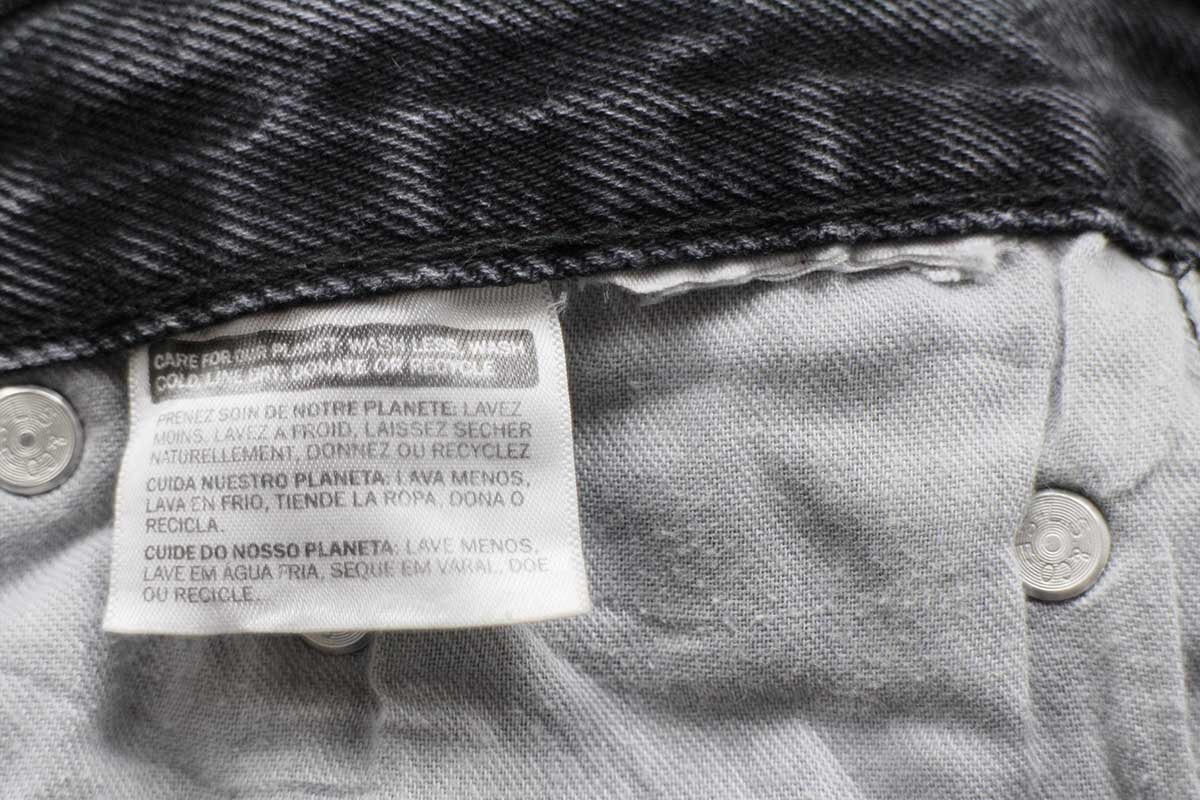 CARE FOR OUR PLANET: WASH LESS, WASH
COLD, LINE DRY, DONATE OR RECYCLE
PRENEZ SOIN DE NOTRE PLANETE: LAVEZ
MOINS, LAVEZ A FROID, LAISSEZ SECHER
NATURELLEMENT, DONNEZ OU RECYCLEZ
CUIDA NUESTRO PLANETA: LAVA MENOS,
LAVA EN FRIO, TIENDE LA ROPA, DONA O
RECICLA.
CUIDE DO NOSSO PLANETA: LAVE MENOS,
LAVE EM AGUA FRIA, SEQUE EM VARAL, DOE
OU RECICLE.